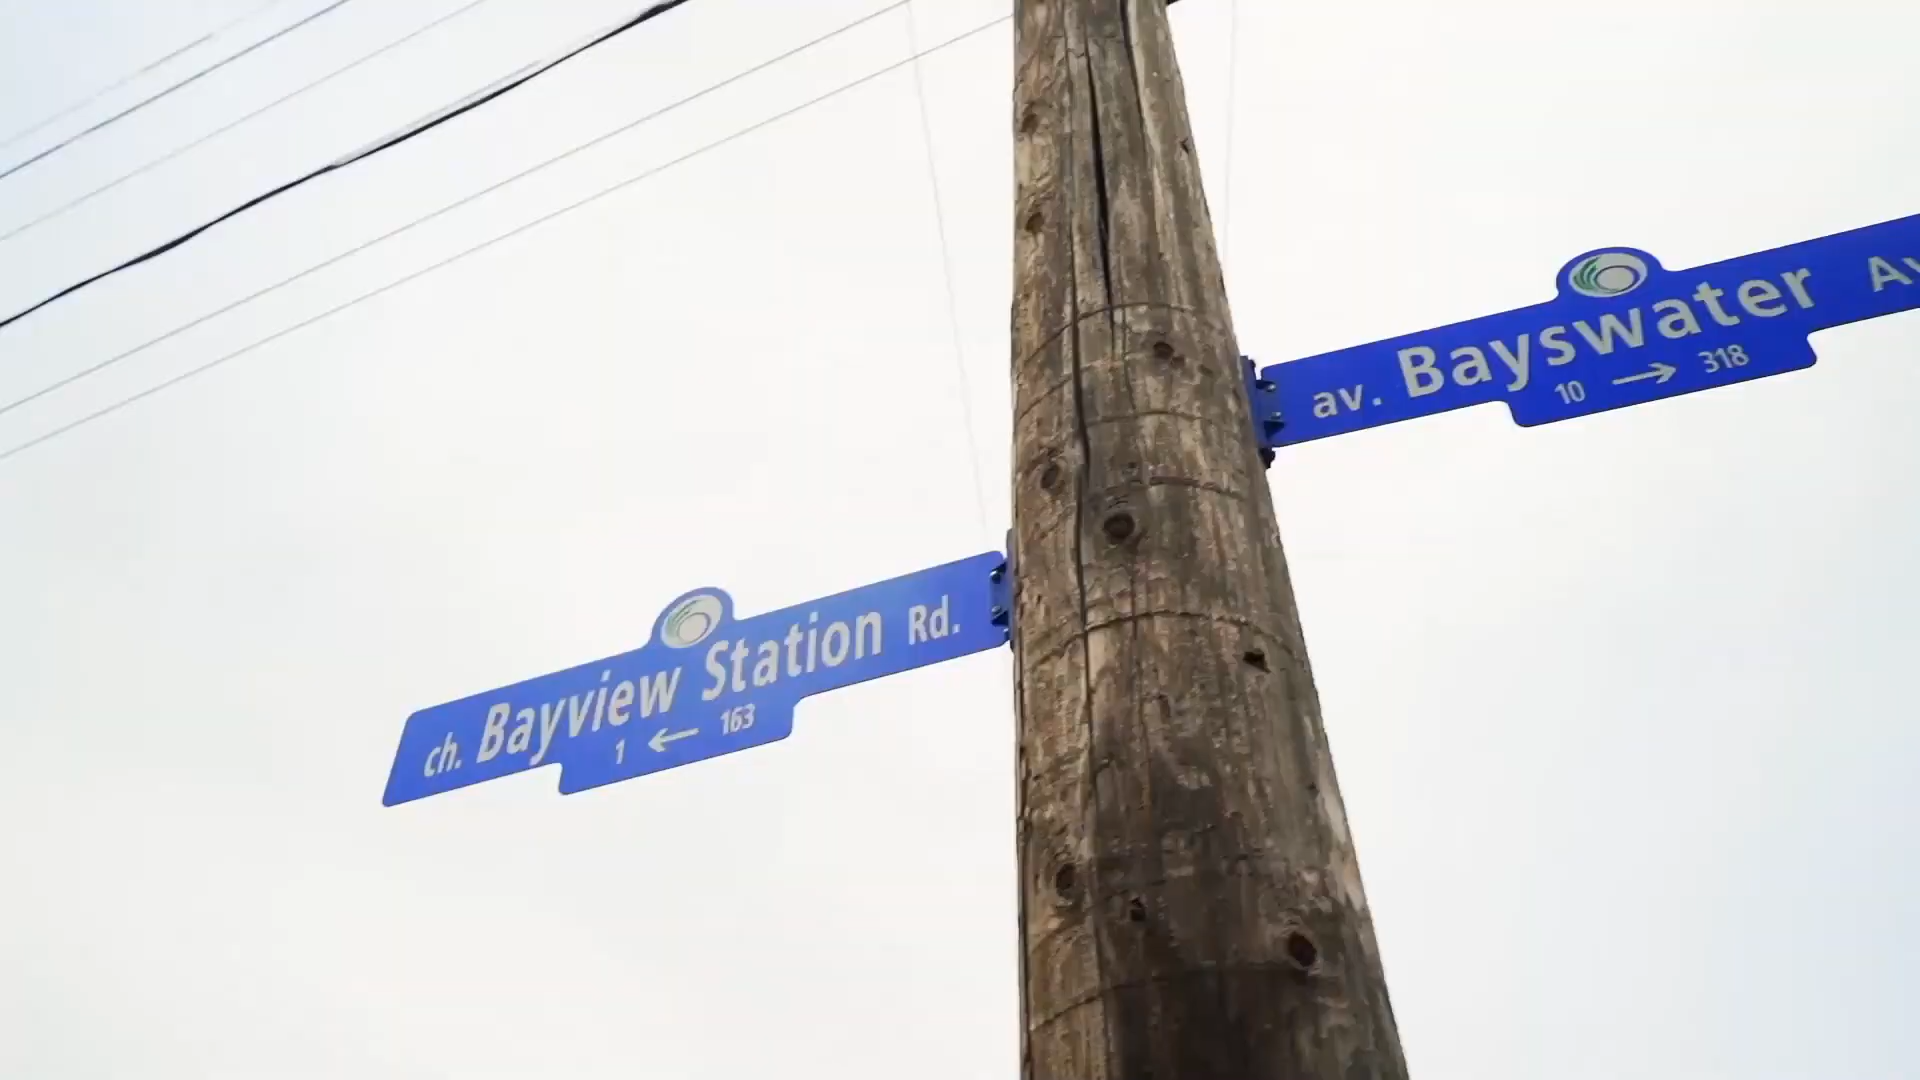 av. Bayswater Av
10 → 318
ch. Bayview Station Rd.
1 ← 163